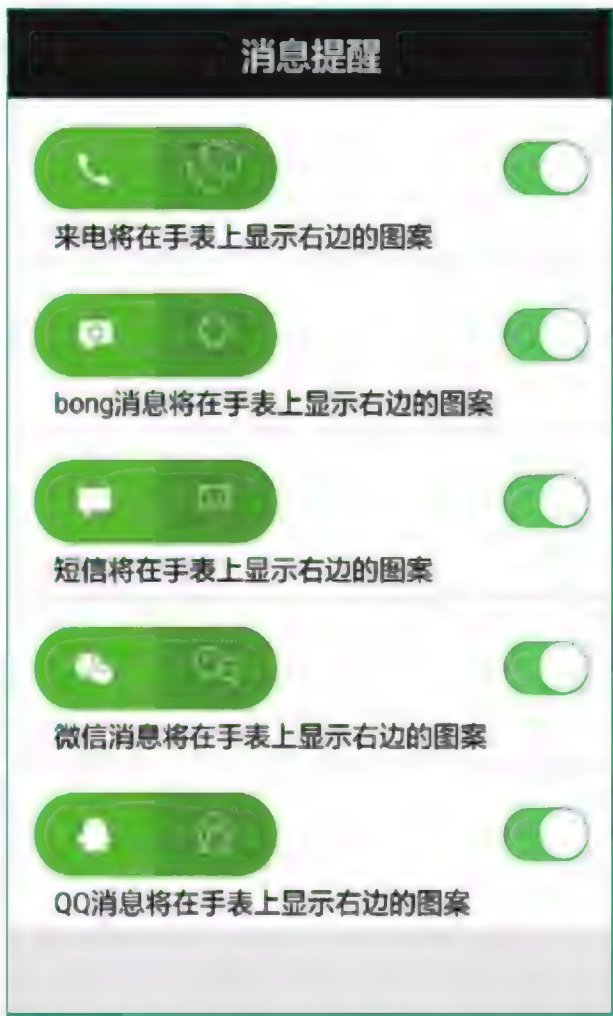 消息提醒
来电将在手表上显示右边的图案
bong消息将在手表上显示右边的图案
短信将在手表上显示右边的图案
微信消息将在手表上显示右边的图案
QQ消息将在手表上显示右边的图案